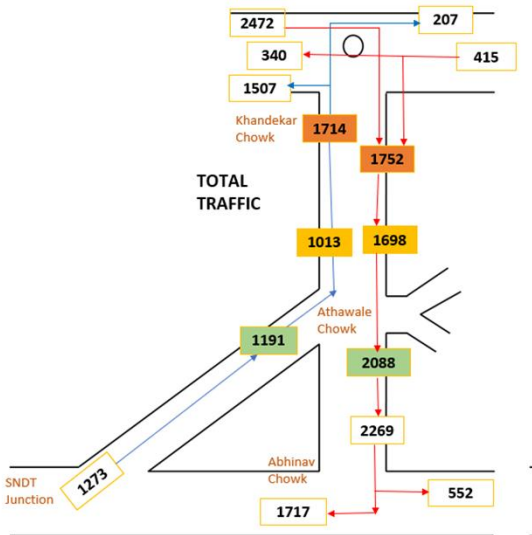 2472
207
340
415
1507
Khandekar
Chowk
1714
1752
TOTAL
TRAFFIC
1013
1698
Athawale
Chowk
1191
2088
2269
SNDT
Junction
1273
Abhinav
Chowk
552
1717